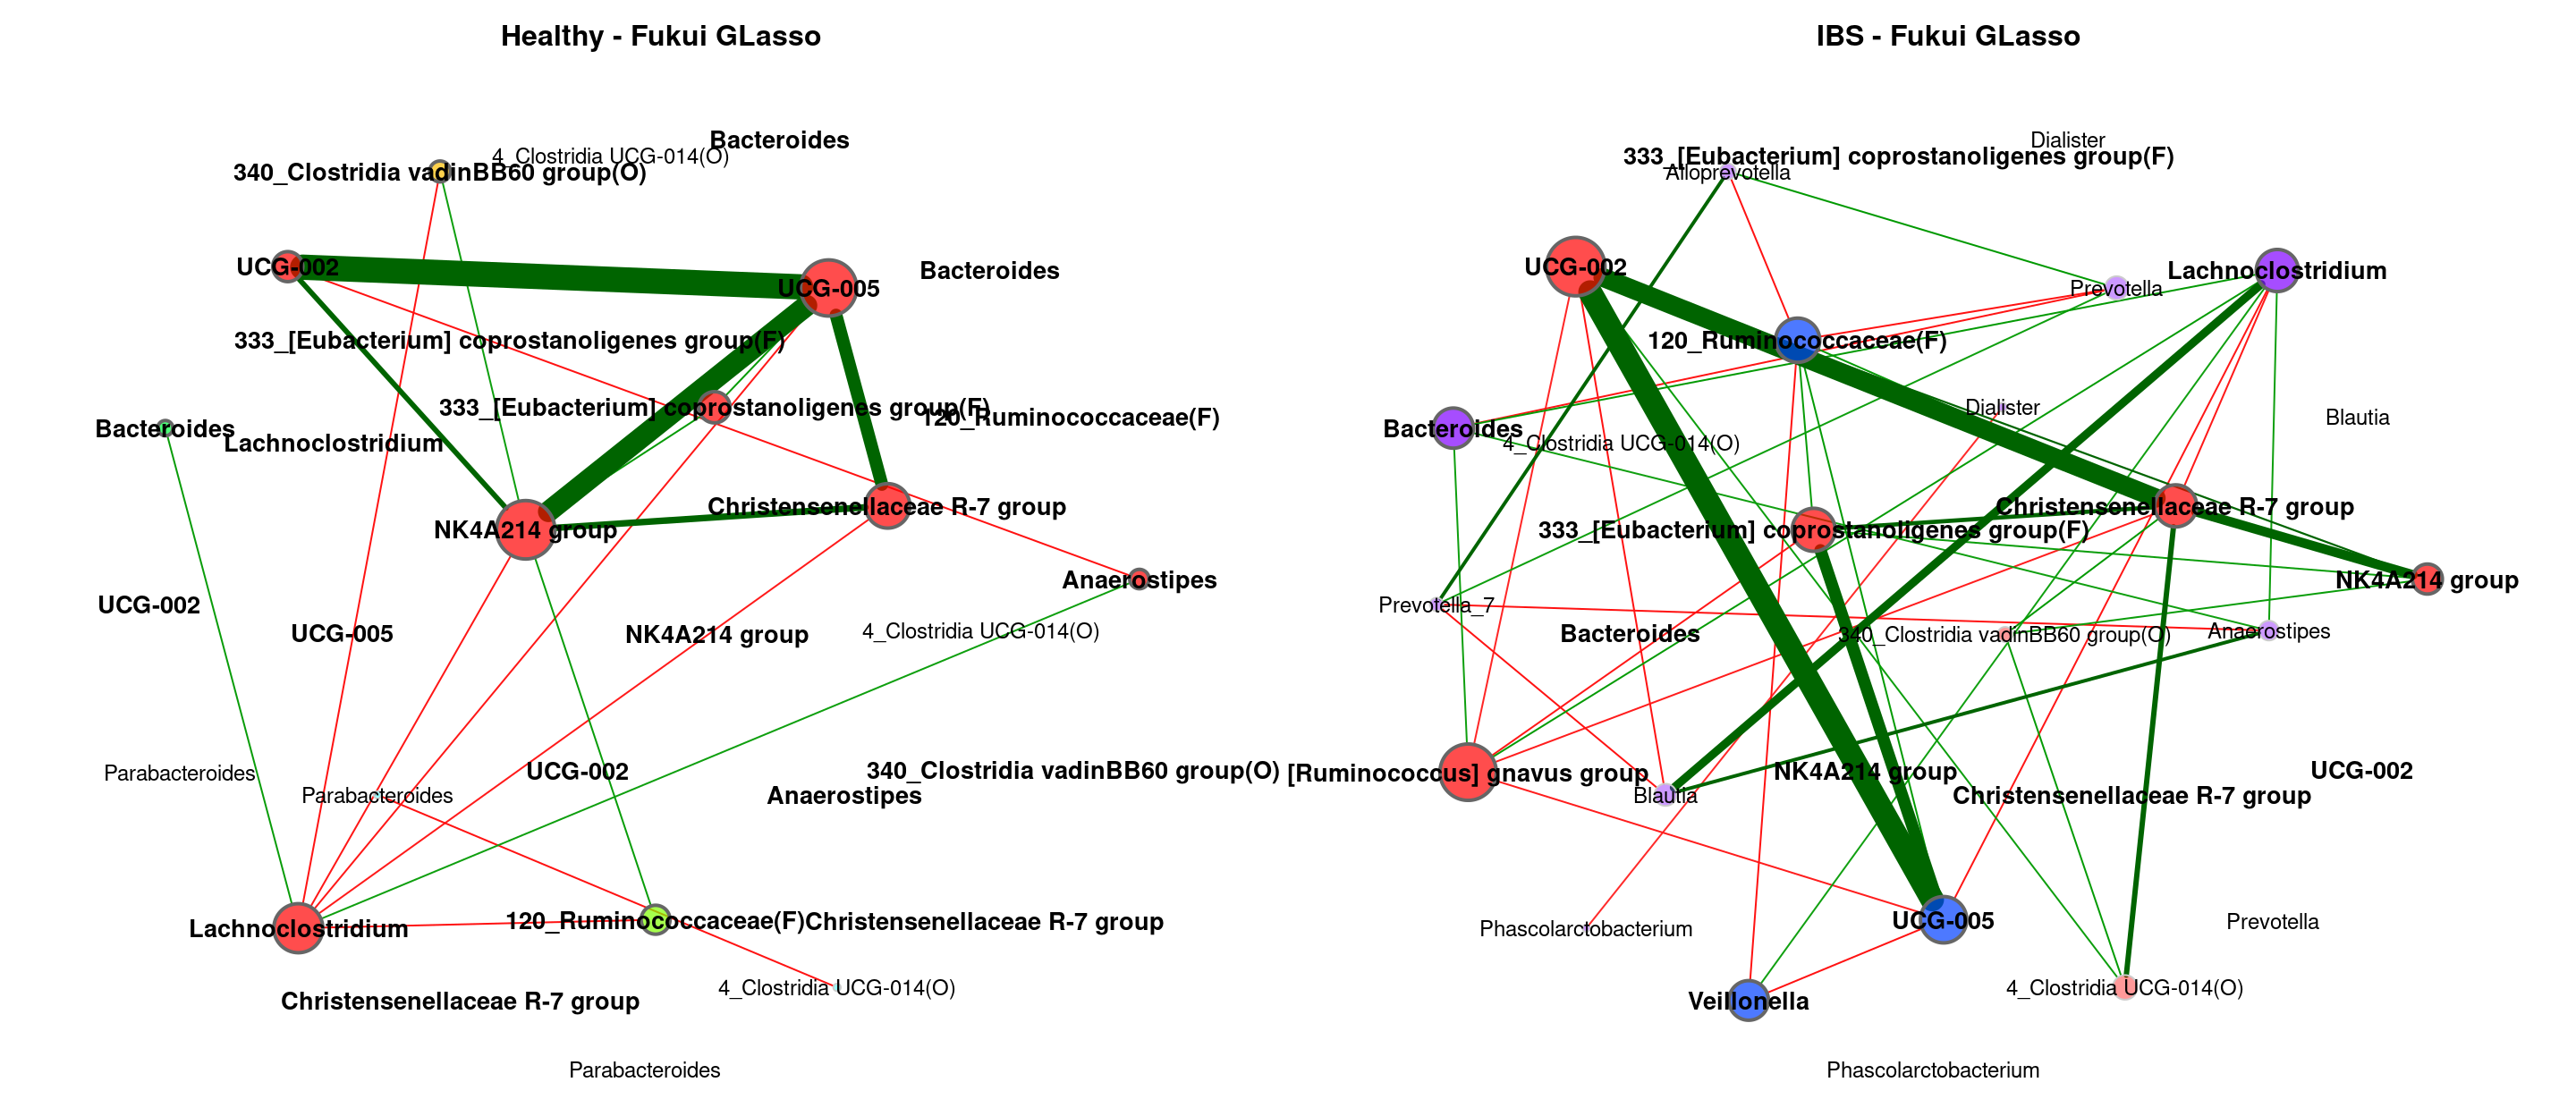 Healthy - Fukui GLasso
Bacteroides
4_Clostridia UCG-014(O)
340_Clostridia vadinBB60 group(O)
UCG-002
Bacteroides
UCG-005
333_[Eubacterium] coprostanoligenes group(F)
333_[Eubacterium] coprostanoligenes group(F)
120_Ruminococcaceae(F)
Bacteroides
Lachnoclostridium
Christensenellaceae R-7 group
NK4A214 group
Anaerostipes
UCG-002
UCG-005
NK4A214 group
4_Clostridia UCG-014(O)
Parabacteroides
UCG-002
340_Clostridia vadinBB60 group(O)
Parabacteroides
Anaerostipes
Lachnoclostridium
120_Ruminococcaceae(F)
Christensenellaceae R-7 group
4_Clostridia UCG-014(O)
Christensenellaceae R-7 group
Parabacteroides
IBS - Fukui GLasso
Dialister
333_[Eubacterium] coprostanoligenes group(F)
Alloprevotella
UCG-002
Lachnoclostridium
Prevotella
120_Ruminococcaceae(F)
Dialister
Blautia
Bacteroides
4_Clostridia UCG-014(O)
Christensenellaceae R-7 group
333_[Eubacterium] coprostanoligenes group(F)
NK4A214 group
Prevotella_7
Bacteroides
340_Clostridia vadinBB60 group(O)
Anaerostipes
[Ruminococcus] gnavus group
NK4A214 group
UCG-002
Blautia
Christensenellaceae R-7 group
Phascolarctobacterium
UCG-005
Prevotella
4_Clostridia UCG-014(O)
Veillonella
Phascolarctobacterium